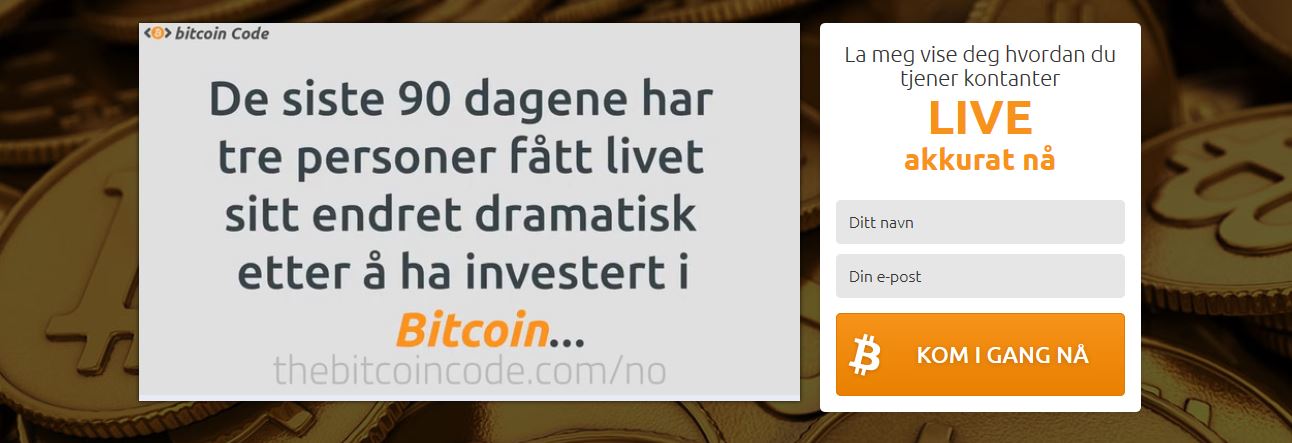 bitcoin Code
De siste 90 dagene har
tre personer fått livet
sitt endret dramatisk
etter å ha investert i
Bitcoin...
thebitcoincode.com/no
La meg vise deg hvordan du
tjener kontanter
LIVE
akkurat nå
Ditt navn
Din e-post
KOM I GANG NÅ